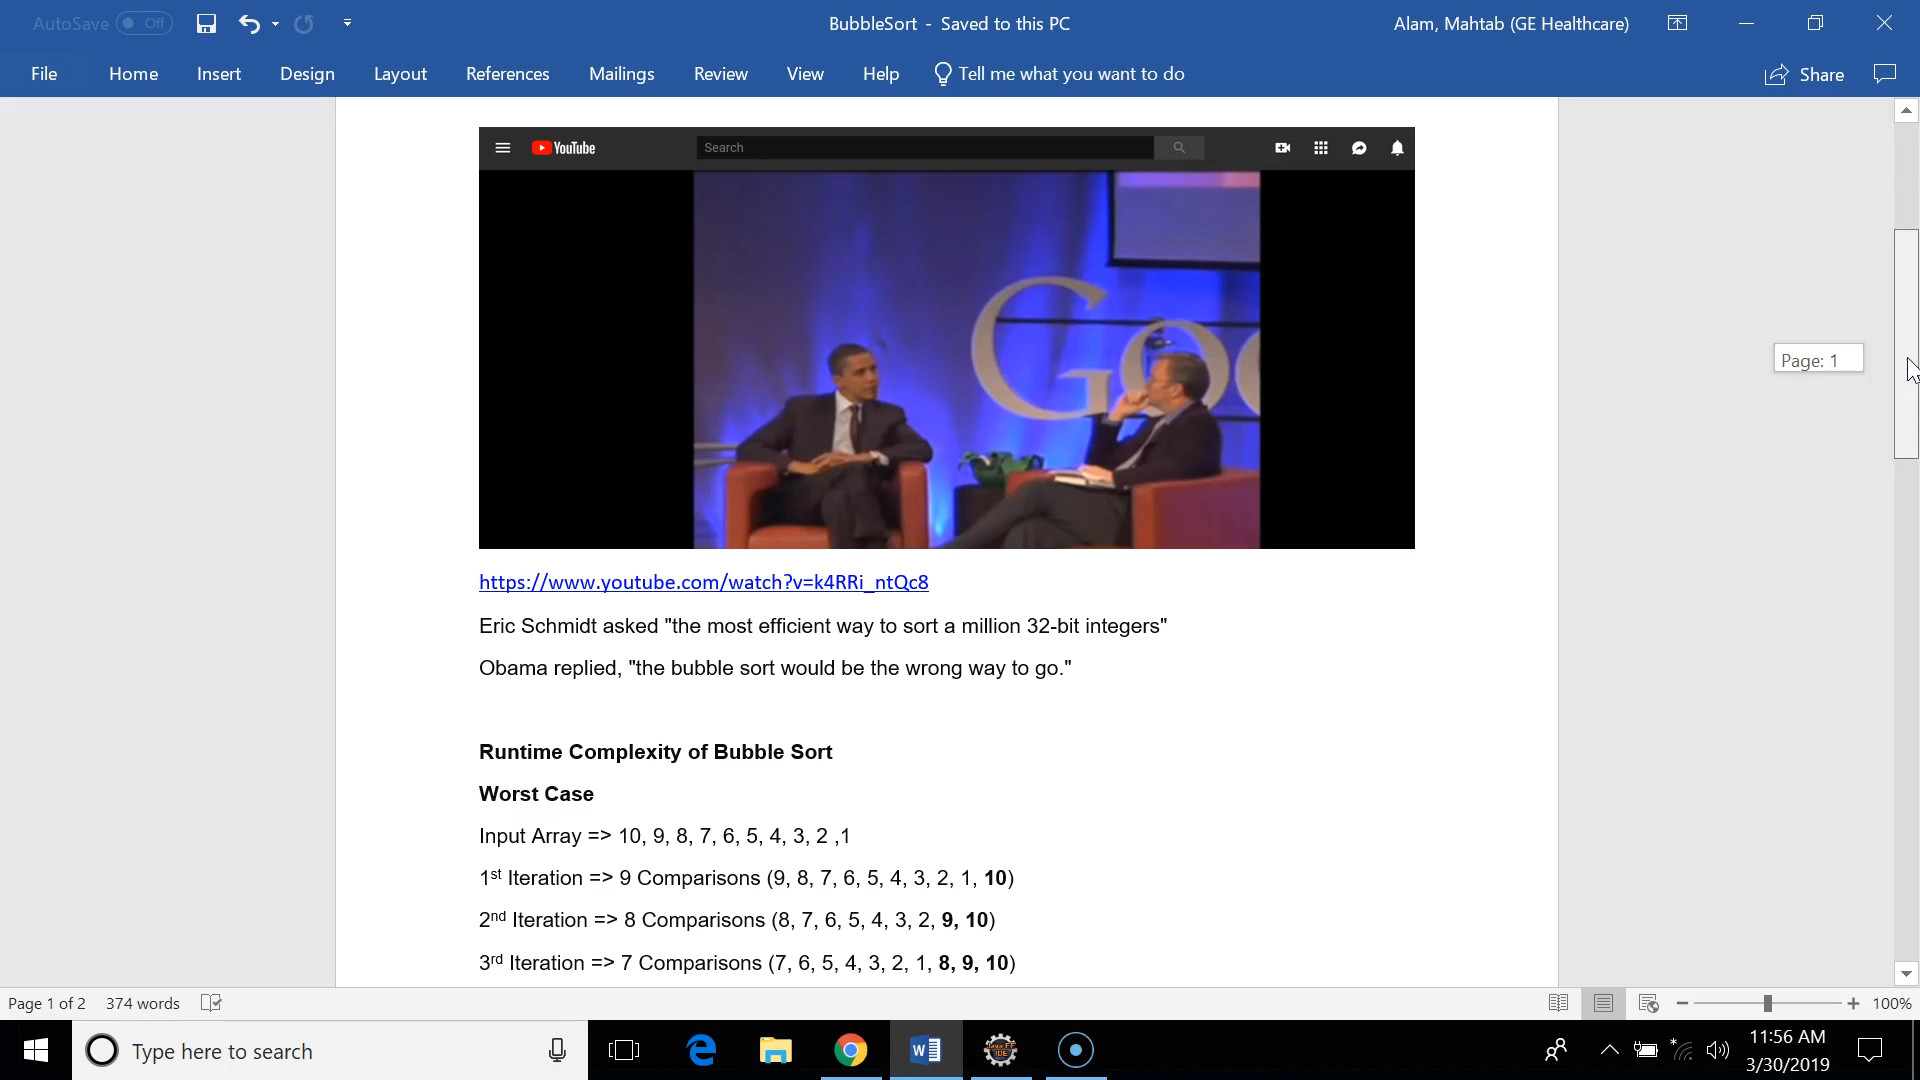 AutoSave Off
BubbleSort - Saved to this PC
Alam, Mahtab (GE Healthcare)
File Home Insert Design Layout References Mailings Review View Help Tell me what you want to do
Share
YouTube
Search
Goo
Page: 1
https://www.youtube.com/watch?v=k4RRi_ntQc8
Eric Schmidt asked "the most efficient way to sort a million 32-bit integers"
Obama replied, "the bubble sort would be the wrong way to go."
Runtime Complexity of Bubble Sort
Worst Case
Input Array => 10, 9, 8, 7, 6, 5, 4, 3, 2 ,1
1st Iteration => 9 Comparisons (9, 8, 7, 6, 5, 4, 3, 2, 1, 10)
2nd Iteration => 8 Comparisons (8, 7, 6, 5, 4, 3, 2, 9, 10)
3rd Iteration => 7 Comparisons (7, 6, 5, 4, 3, 2, 1, 8, 9, 10)
Page 1 of 2 374 words
100%
Type here to search
11:56 AM
3/30/2019